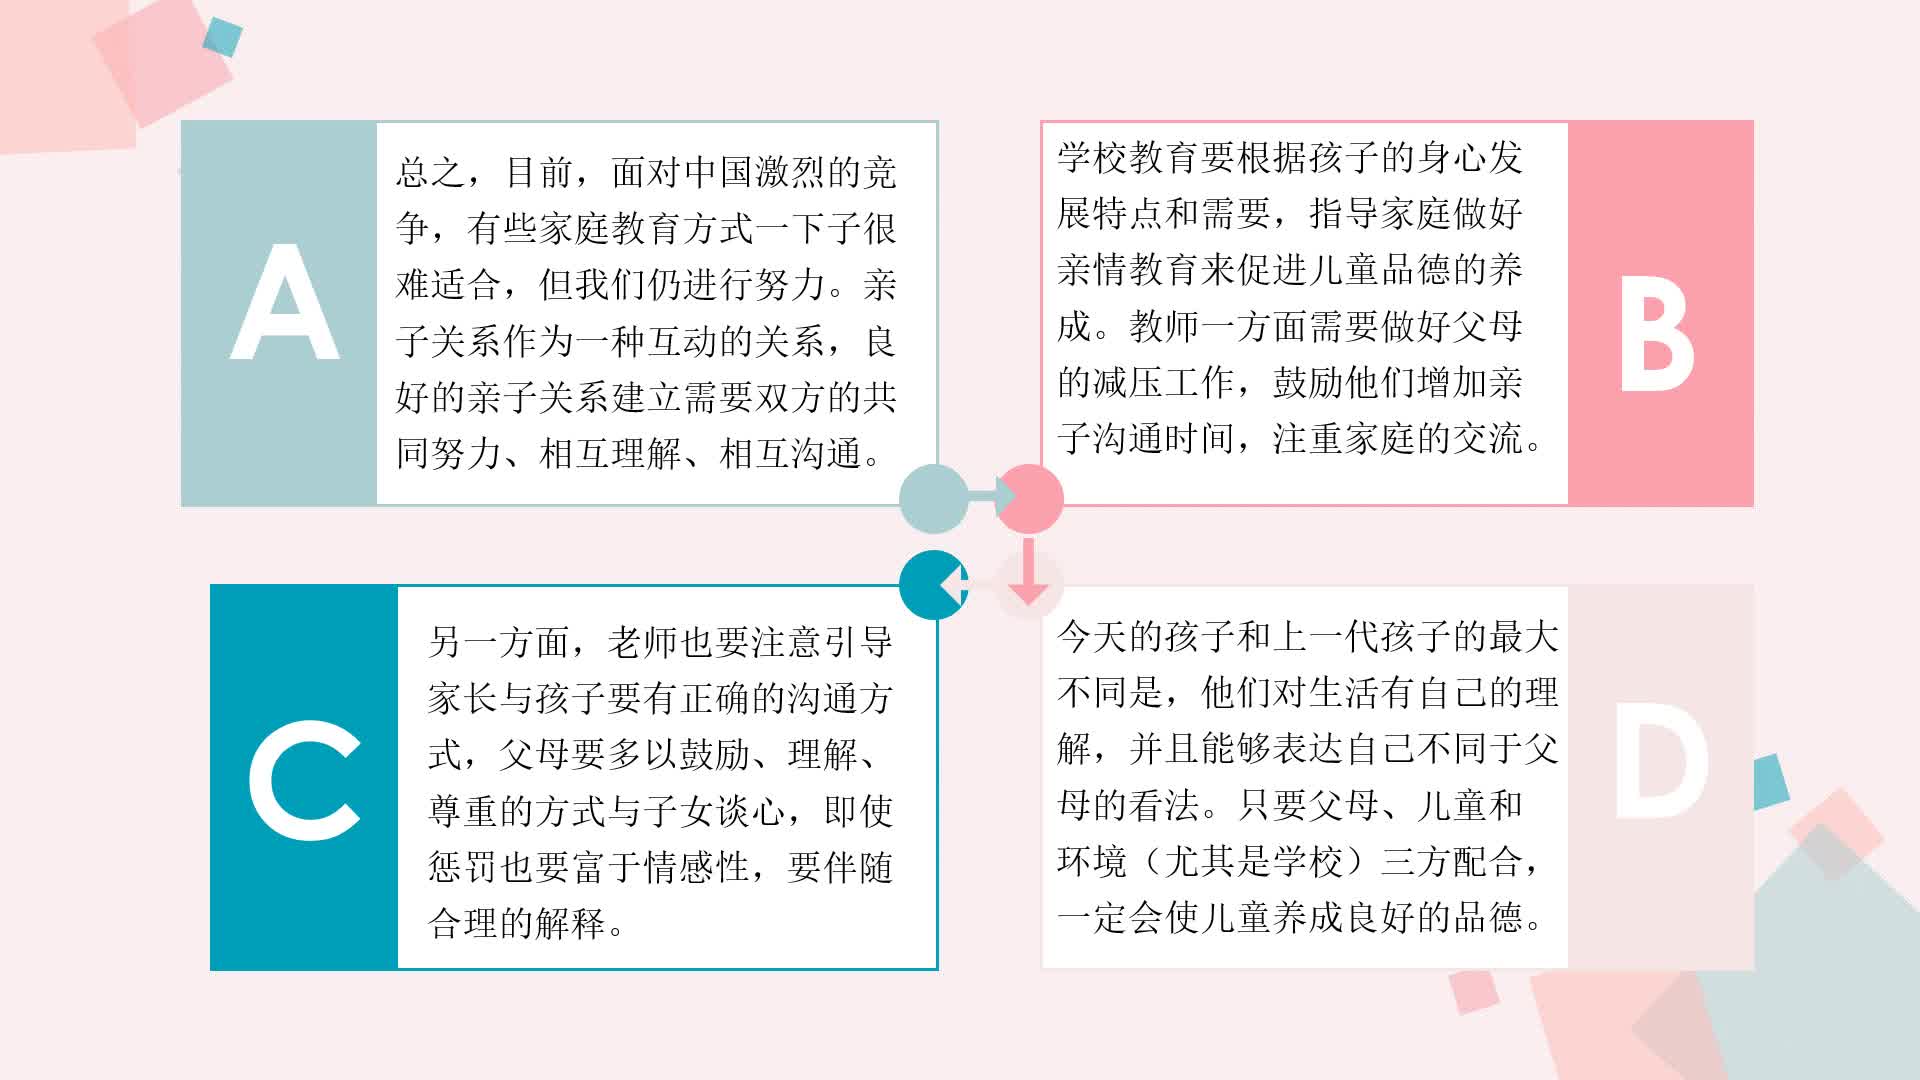 A
总之，目前，面对中国激烈的竞
争，有些家庭教育方式一下子很
难适合，但我们仍进行努力。亲
子关系作为一种互动的关系，良
好的亲子关系建立需要双方的共
同努力、相互理解、相互沟通。
学校教育要根据孩子的身心发
展特点和需要，指导家庭做好
亲情教育来促进儿童品德的养
成。教师一方面需要做好父母
的减压工作，鼓励他们增加亲
子沟通时间，注重家庭的交流。
B
C
另一方面，老师也要注意引导
家长与孩子要有正确的沟通方
式，父母要多以鼓励、理解、
尊重的方式与子女谈心，即使
惩罚也要富于情感性，要伴随
合理的解释。
今天的孩子和上一代孩子的最大
不同是，他们对生活有自己的理
解，并且能够表达自己不同于父
母的看法。只要父母、儿童和
环境（尤其是学校）三方配合，
一定会使儿童养成良好的品德。
D